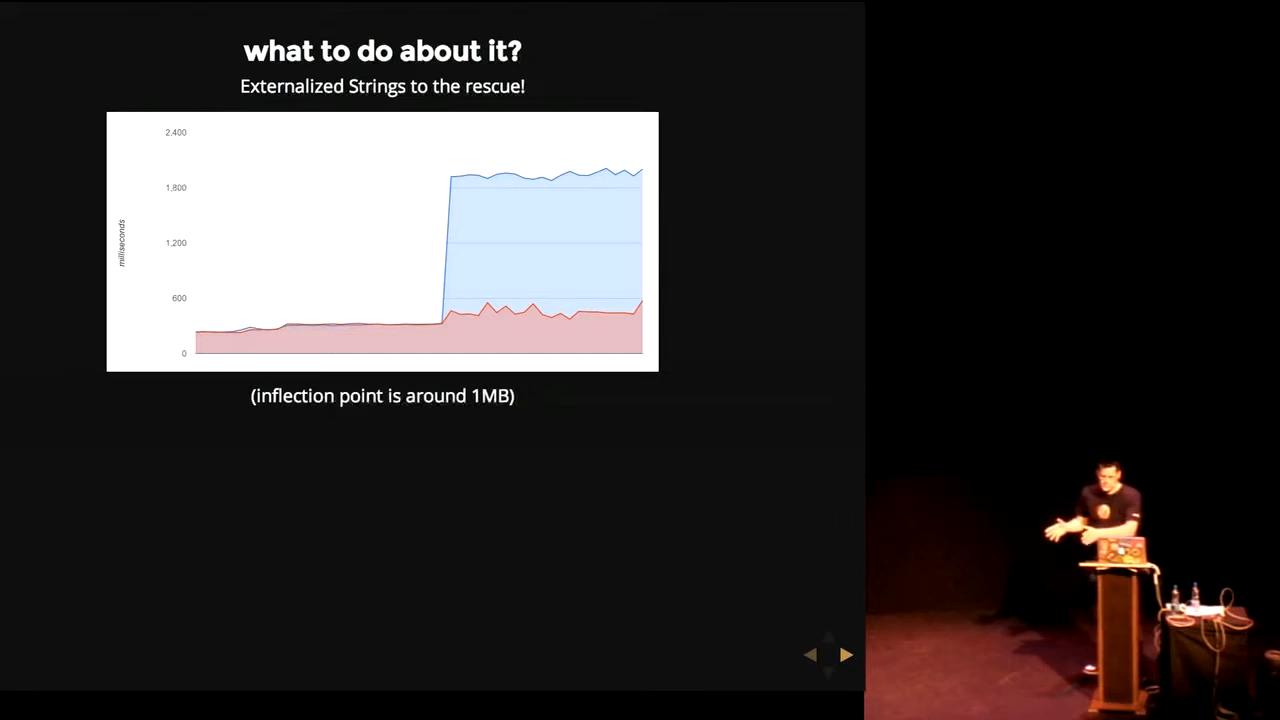 what to do about it?
Externalized Strings to the rescue!
2,400
1,800
1,200
600
0
milliseconds
(inflection point is around 1MB)